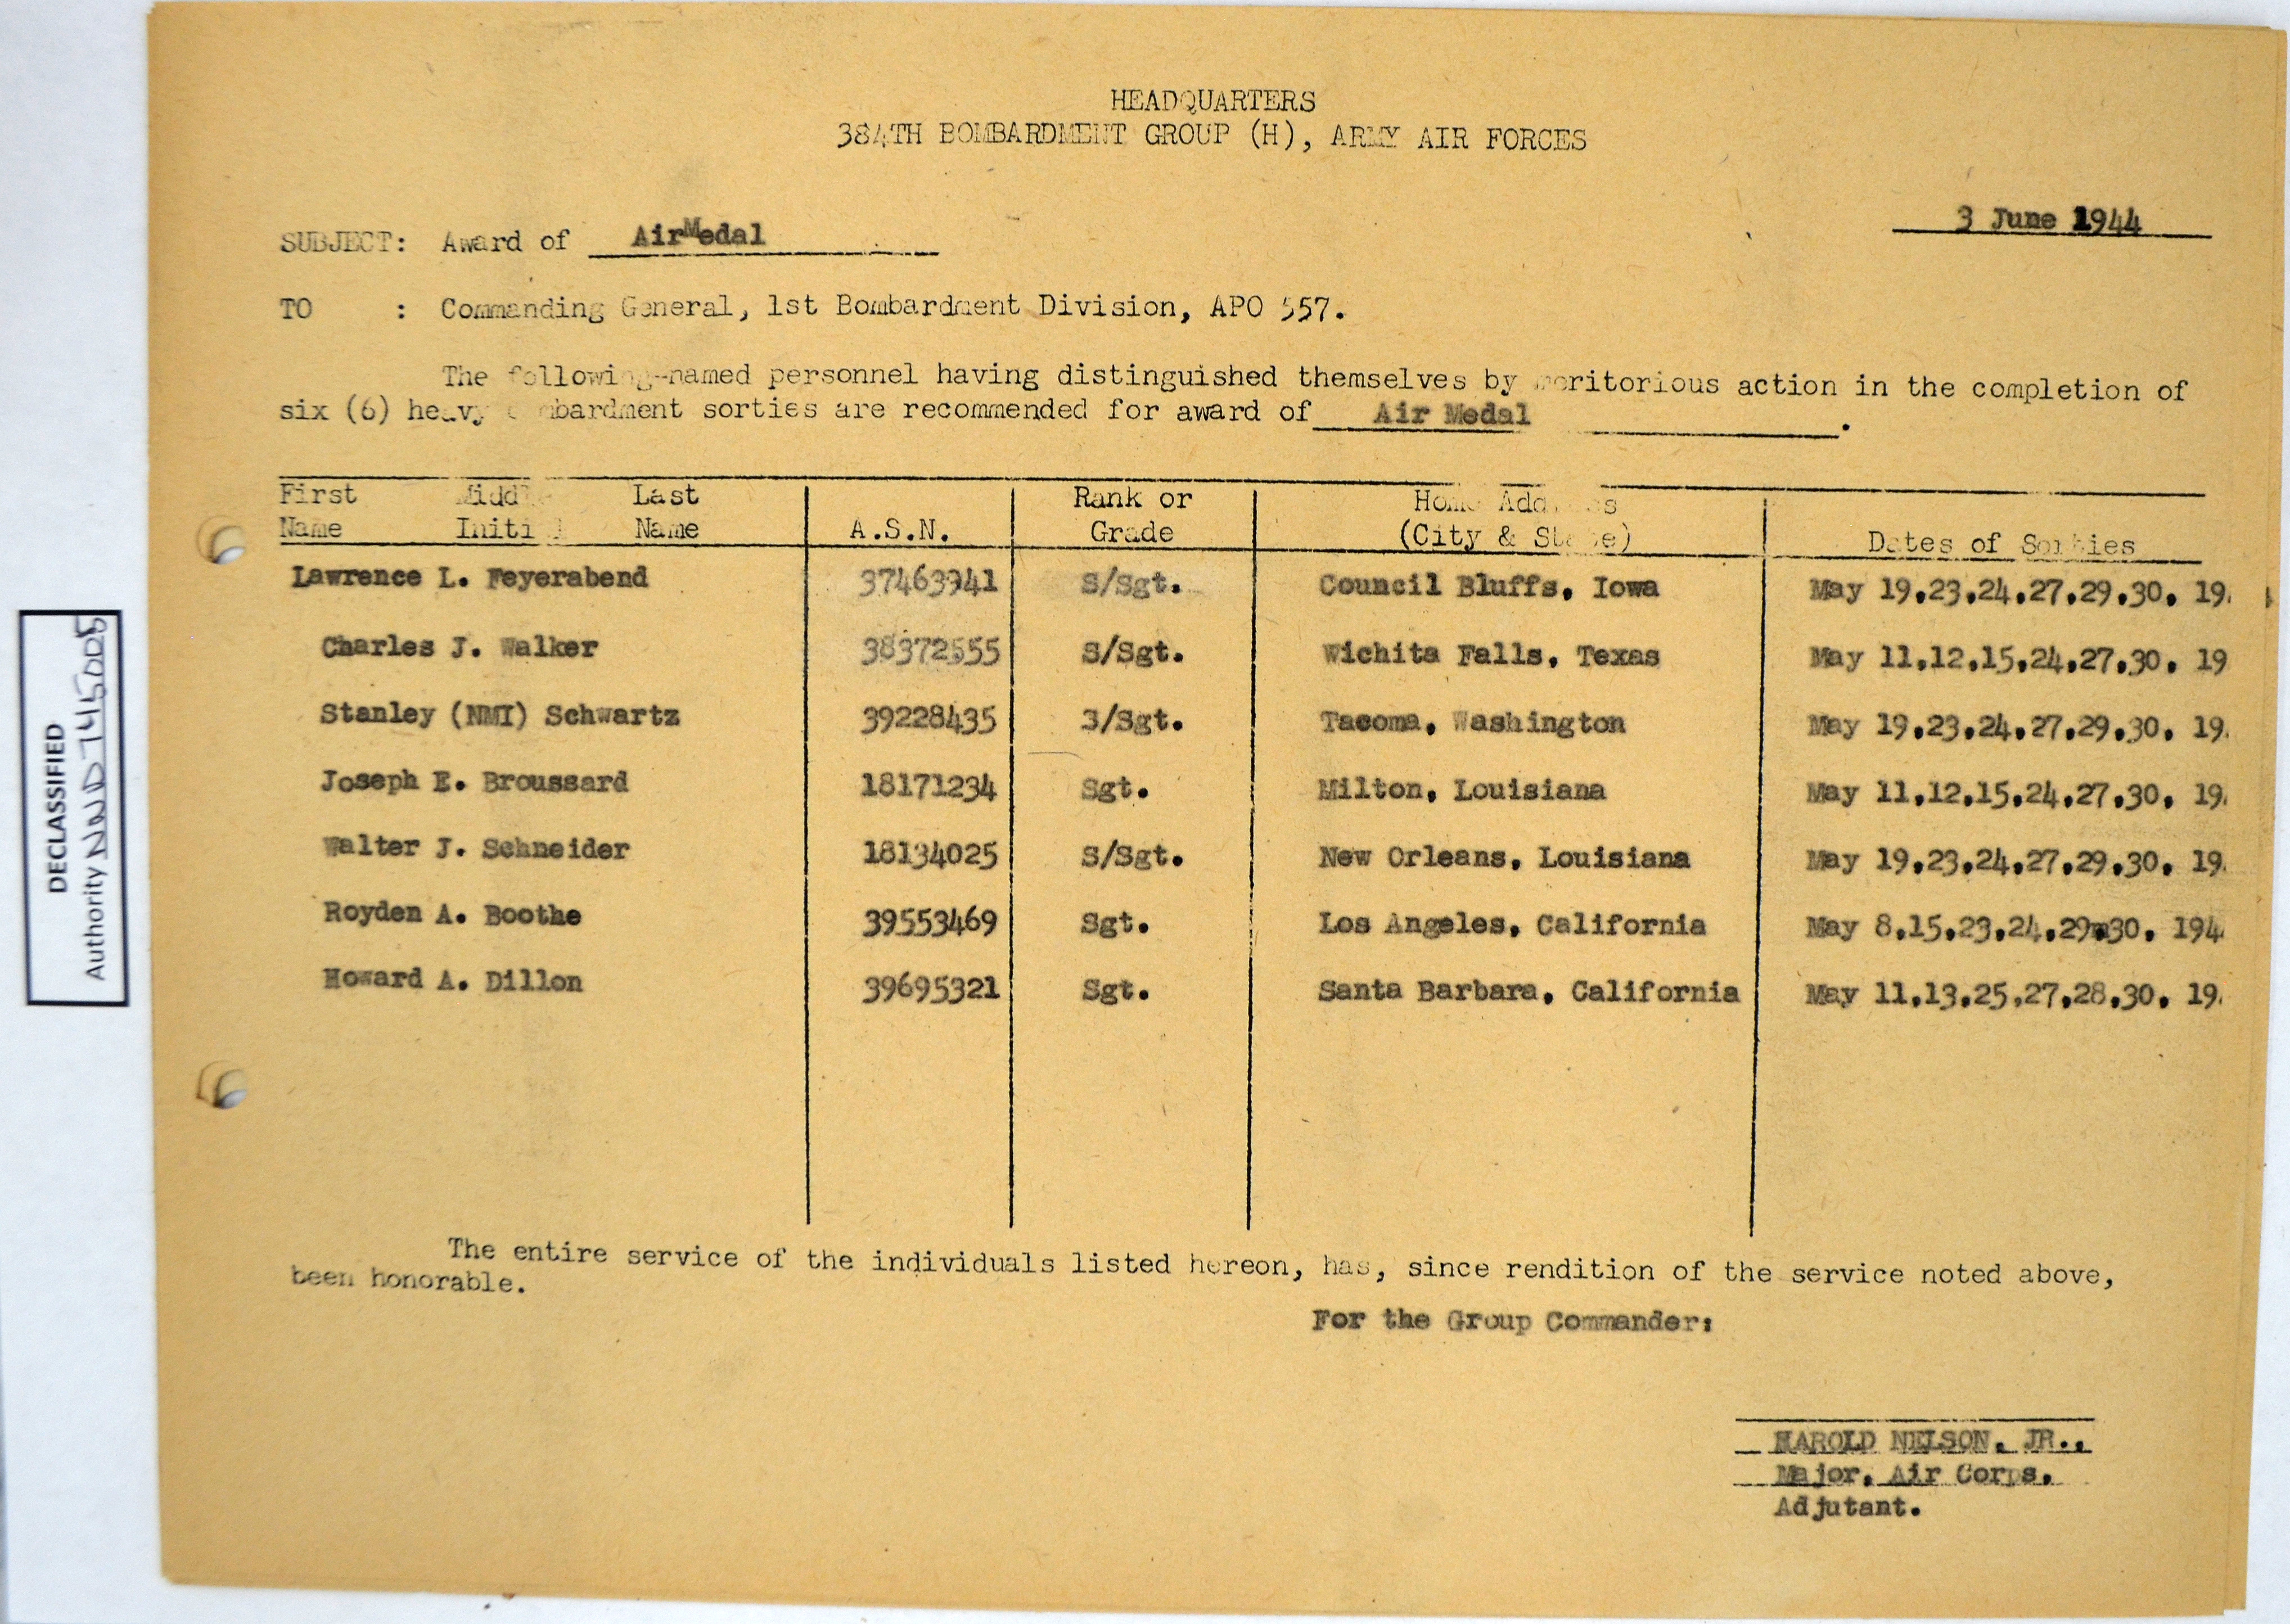 HEADQUARTERS
384TH BOMBARDMENT GROUP (H), ARMY AIR FORCES
3 June 1944
SUBJECT: Award of Air Medal
TO : Commanding General, 1st Bombardment Division, APO 557.
The following-named personnel having distinguished themselves by meritorious action in the completion of
six (6) heavy bombardment sorties are recommended for award of Air Medal .
First Middle Last Rank or Home Address
Name Initial Name A.S.N. Grade (City & State) Dates of Sorties
Lawrence L. Feyerabend 37463941 S/Sgt. Council Bluffs, Iowa May 19,23,24,27,29,30, 19
Charles J. Walker 38372555 S/Sgt. Wichita Falls, Texas May 11,12,15,24,27,30, 19
Stanley (NMI) Schwartz 39228435 S/Sgt. Tacoma, Washington May 19,23,24,27,29,30, 19
Joseph E. Broussard 18171234 Sgt. Milton, Louisiana May 11,12,15,24,27,30, 19
Walter J. Schneider 18134025 S/Sgt. New Orleans, Louisiana May 19,23,24,27,29,30, 19
Royden A. Boothe 39553469 Sgt. Los Angeles, California May 8,15,23,24,29,30, 194
Howard A. Dillon 39695321 Sgt. Santa Barbara, California May 11,13,25,27,28,30, 19
The entire service of the individuals listed hereon, has, since rendition of the service noted above,
been honorable.
For the Group Commander:
HAROLD NELSON, JR.,
Major, Air Corps,
Adjutant.
DECLASSIFIED
Authority NND 745005